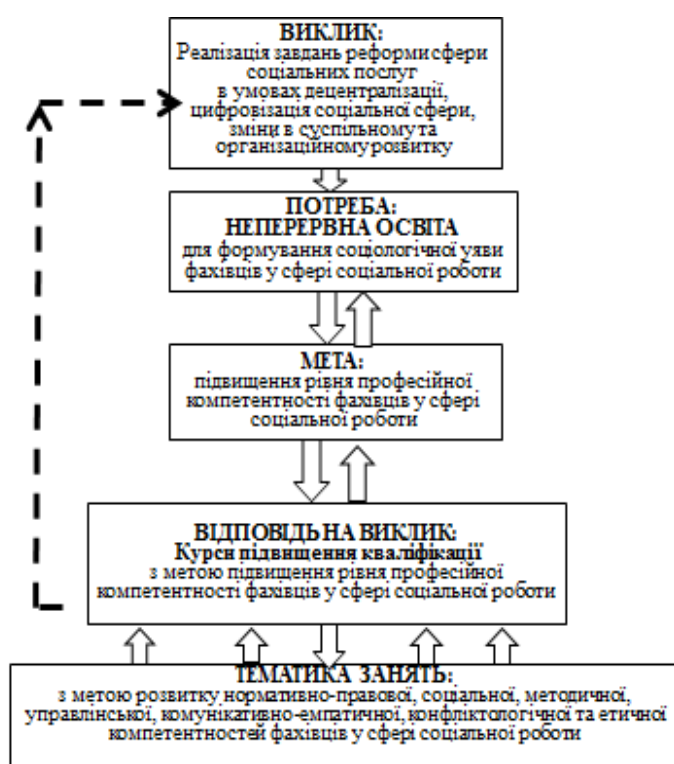 ВИКЛИК:
Реалізація завдань реформи сфери
соціальних послуг
в умовах децентралізації,
цифровізація соціальної сфери,
зміни в суспільному та
організаційному розвитку
ПОТРЕБА:
НЕПЕРЕРВНА ОСВІТА
для формування соціологічної уяви
фахівців у сфері соціальної роботи
МЕТА:
підвищення рівня професійної
компетентності фахівців у сфері
соціальної роботи
ВІДПОВІДЬ НА ВИКЛИК:
Курси підвищення кваліфікації
з метою підвищення рівня професійної
компетентності фахівців у сфері соціальної роботи
ТЕМАТИКА ЗАНЯТЬ:
з метою розвитку нормативно-правової, соціальної, методичної,
управлінської, комунікативно-емпатичної, конфліктологічної та етичної
компетентностей фахівців у сфері соціальної роботи